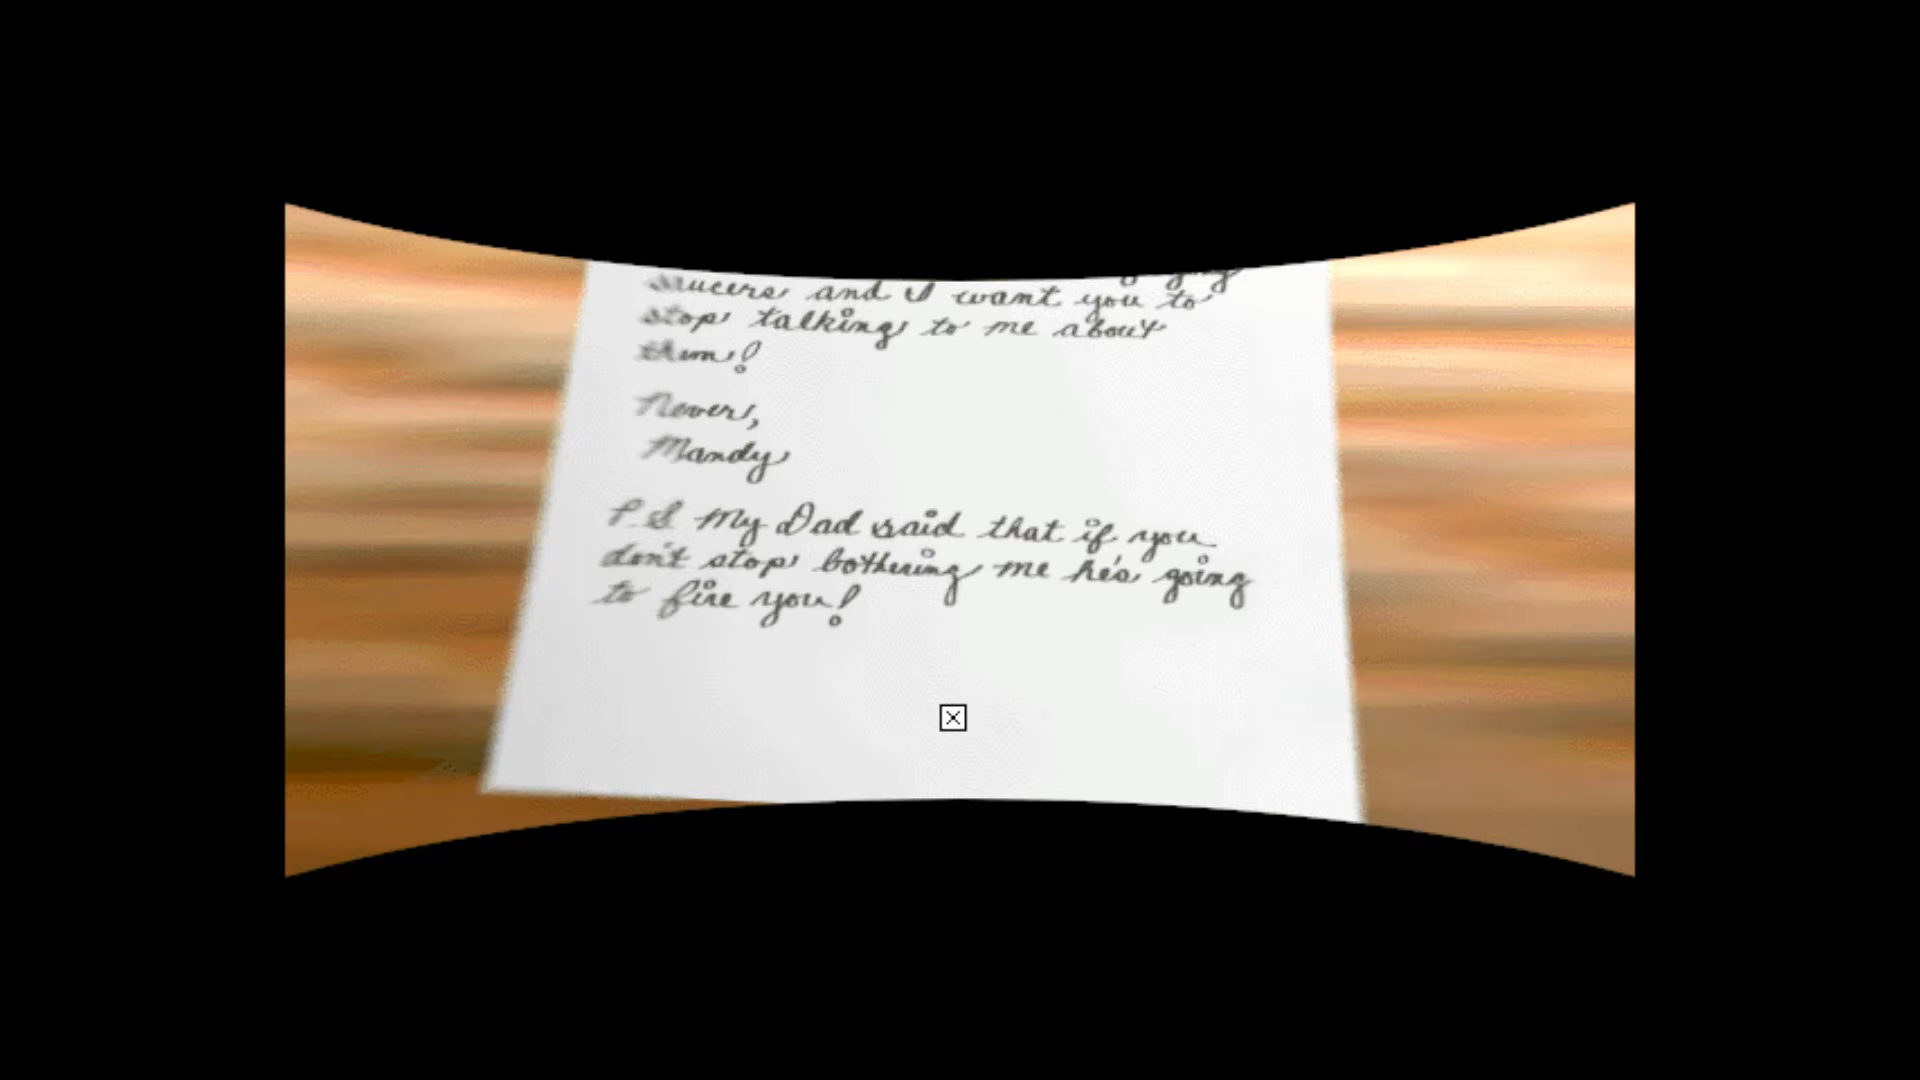 saucers and I want you to
stop talking to me about
them!
Never,
Mandy
P.S My Dad said that if you
don't stop bothering me he's going
to fire you!